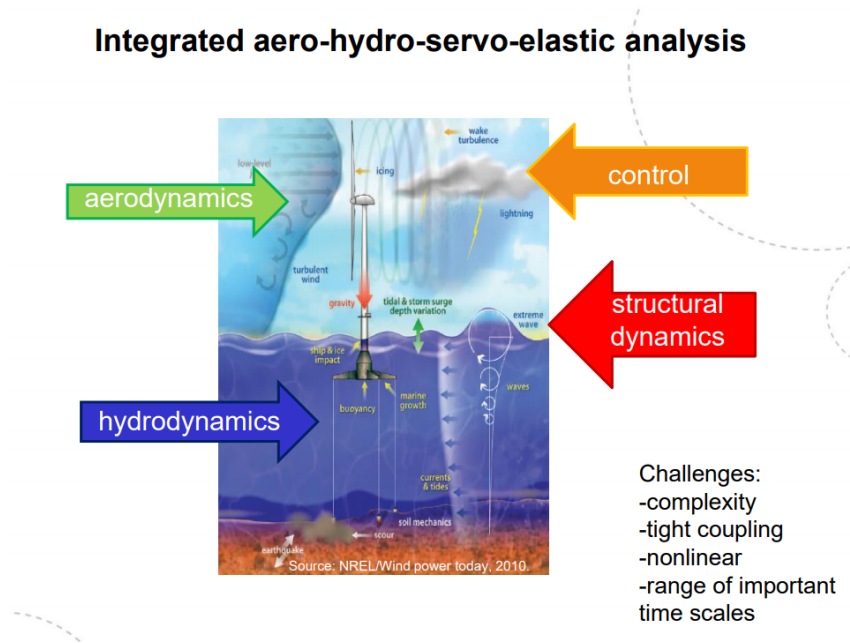 Integrated aero-hydro-servo-elastic analysis
wake
turbulence
low-level
icing
control
aerodynamics
lightning
turbulent
wind
gravity
tidal & storm surge
depth variation
extreme
wave
structural
dynamics
ship & ice
impact
waves
buoyancy
marine
growth
hydrodynamics
currents
& tides
soil mechanics
scour
earthquake
Source: NREL/Wind power today, 2010.
Challenges:
-complexity
-tight coupling
-nonlinear
-range of important
time scales